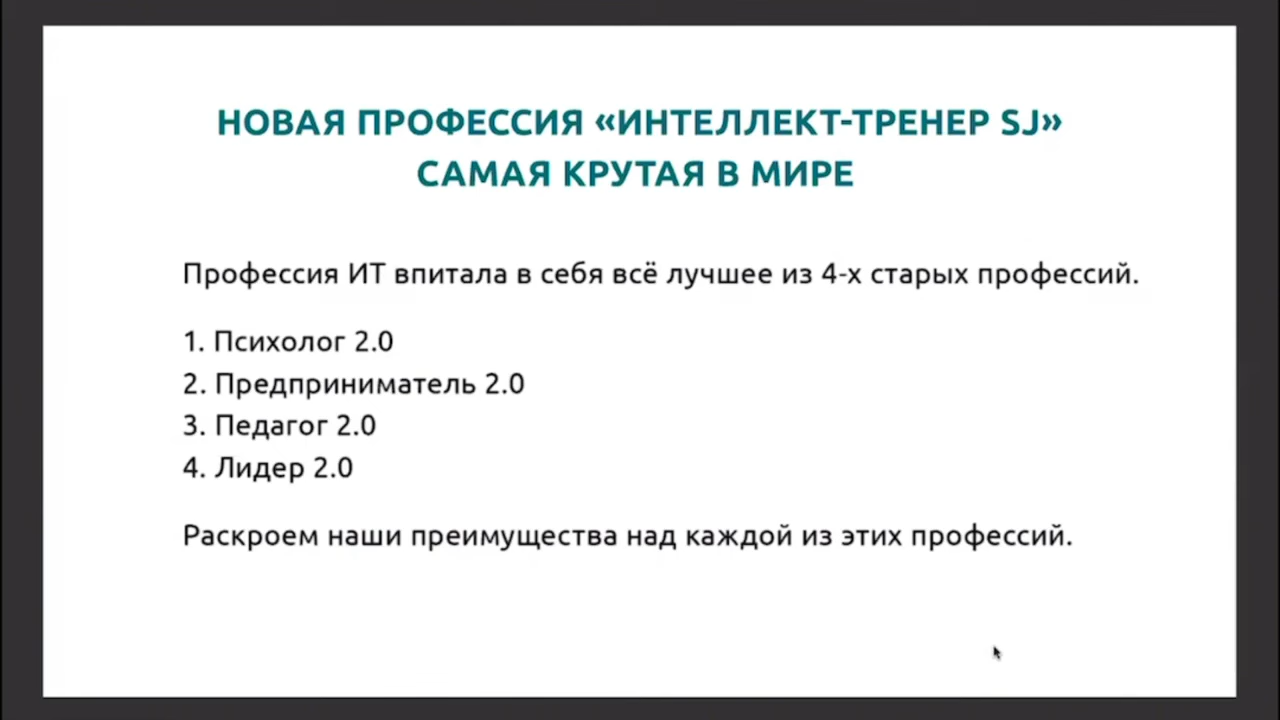 НОВАЯ ПРОФЕССИЯ «ИНТЕЛЛЕКТ-ТРЕНЕР SJ»
САМАЯ КРУТАЯ В МИРЕ
Профессия ИТ впитала в себя всё лучшее из 4-х старых профессий.
1. Психолог 2.0
2. Предприниматель 2.0
3. Педагог 2.0
4. Лидер 2.0
Раскроем наши преимущества над каждой из этих профессий.